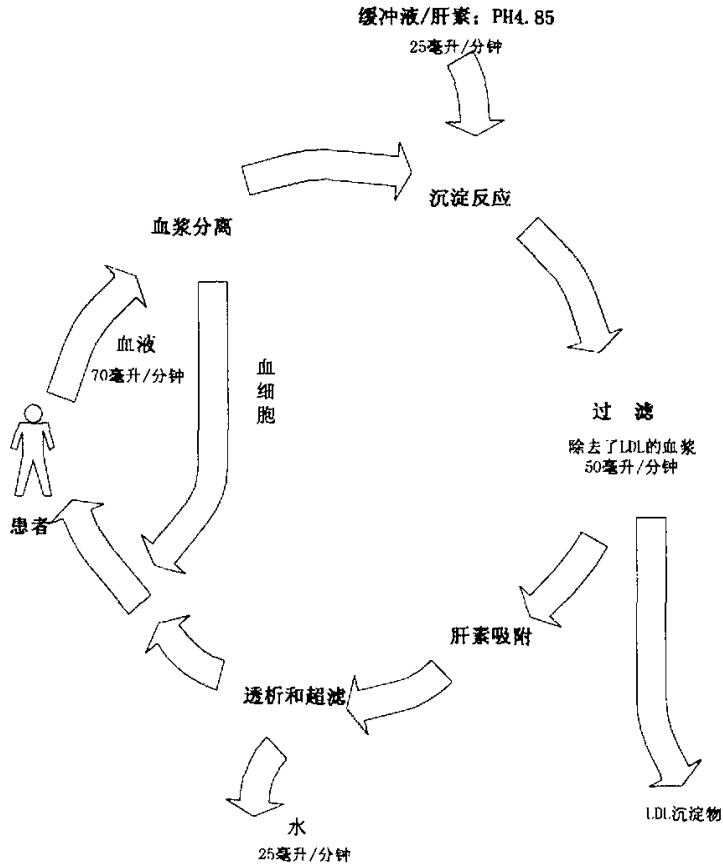 缓冲液/肝素；PH4.85
25毫升/分钟
沉淀反应
血浆分离
血液
70毫升/分钟
血细胞
过 滤
除去了LDL的血浆
50毫升/分钟
患者
肝素吸附
透析和超滤
LDL沉淀物
水
25毫升/分钟